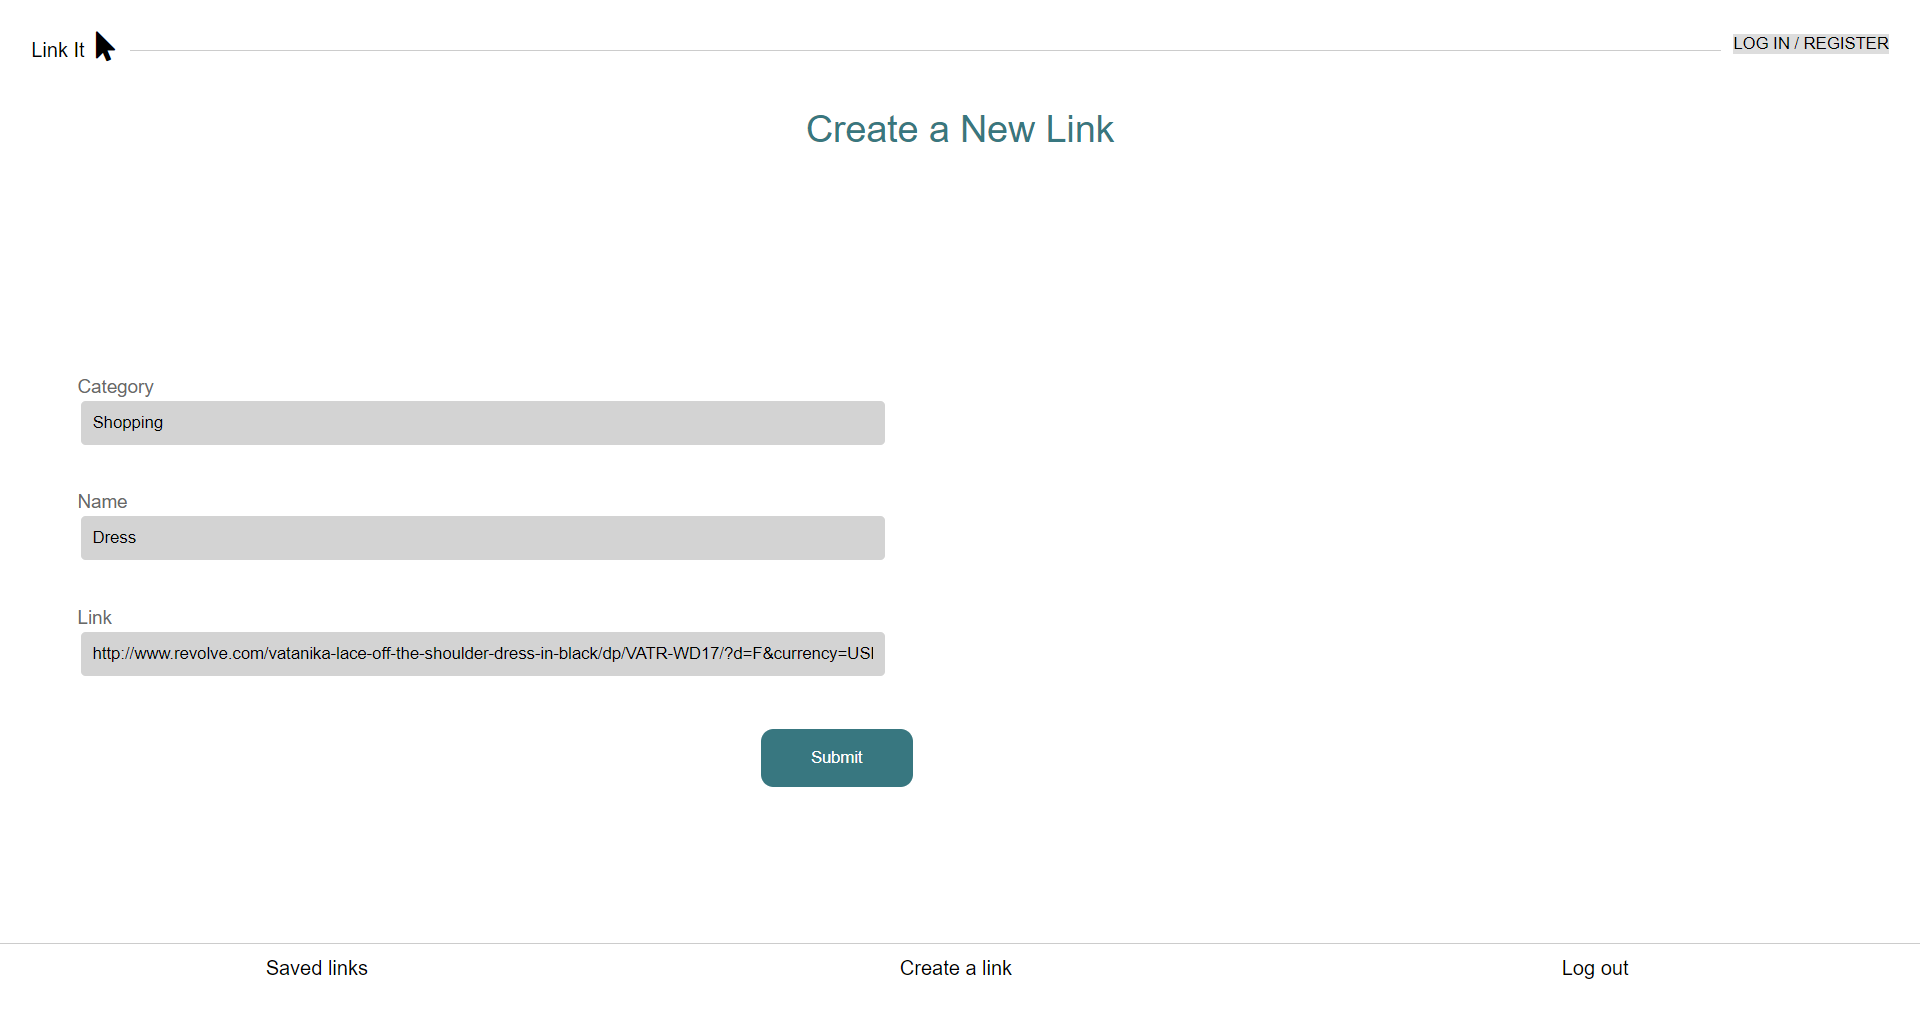 Link It
LOG IN / REGISTER
Create a New Link
Category
Shopping
Name
Dress
Link
http://www.revolve.com/vatanika-lace-off-the-shoulder-dress-in-black/dp/VATR-WD17/?d=F&currency=US
Submit
Saved links
Create a link
Log out